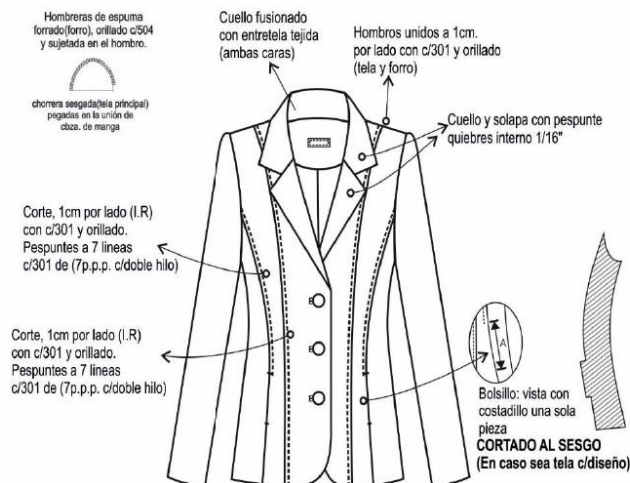 Hombreras de espuma
forrado(forro), orillado c/504
y sujetada en el hombro.
chorrera sesgada(tela principal)
pegadas en la unión de
cbza. de manga
Cuello fusionado
con entretela tejida
(ambas caras)
Hombros unidos a 1cm.
por lado con c/301 y orillado
(tela y forro)
Cuello y solapa con pespunte
quiebres interno 1/16"
Corte, 1cm por lado (I.R)
con c/301 y orillado.
Pespuntes a 7 lineas
c/301 de (7p.p.p. c/doble hilo)
Corte, 1cm por lado (I.R)
con c/301 y orillado.
Pespuntes a 7 lineas
c/301 de (7p.p.p. c/doble hilo)
A
Bolsillo: vista con
costadillo una sola
pieza
CORTADO AL SESGO
(En caso sea tela c/diseño)